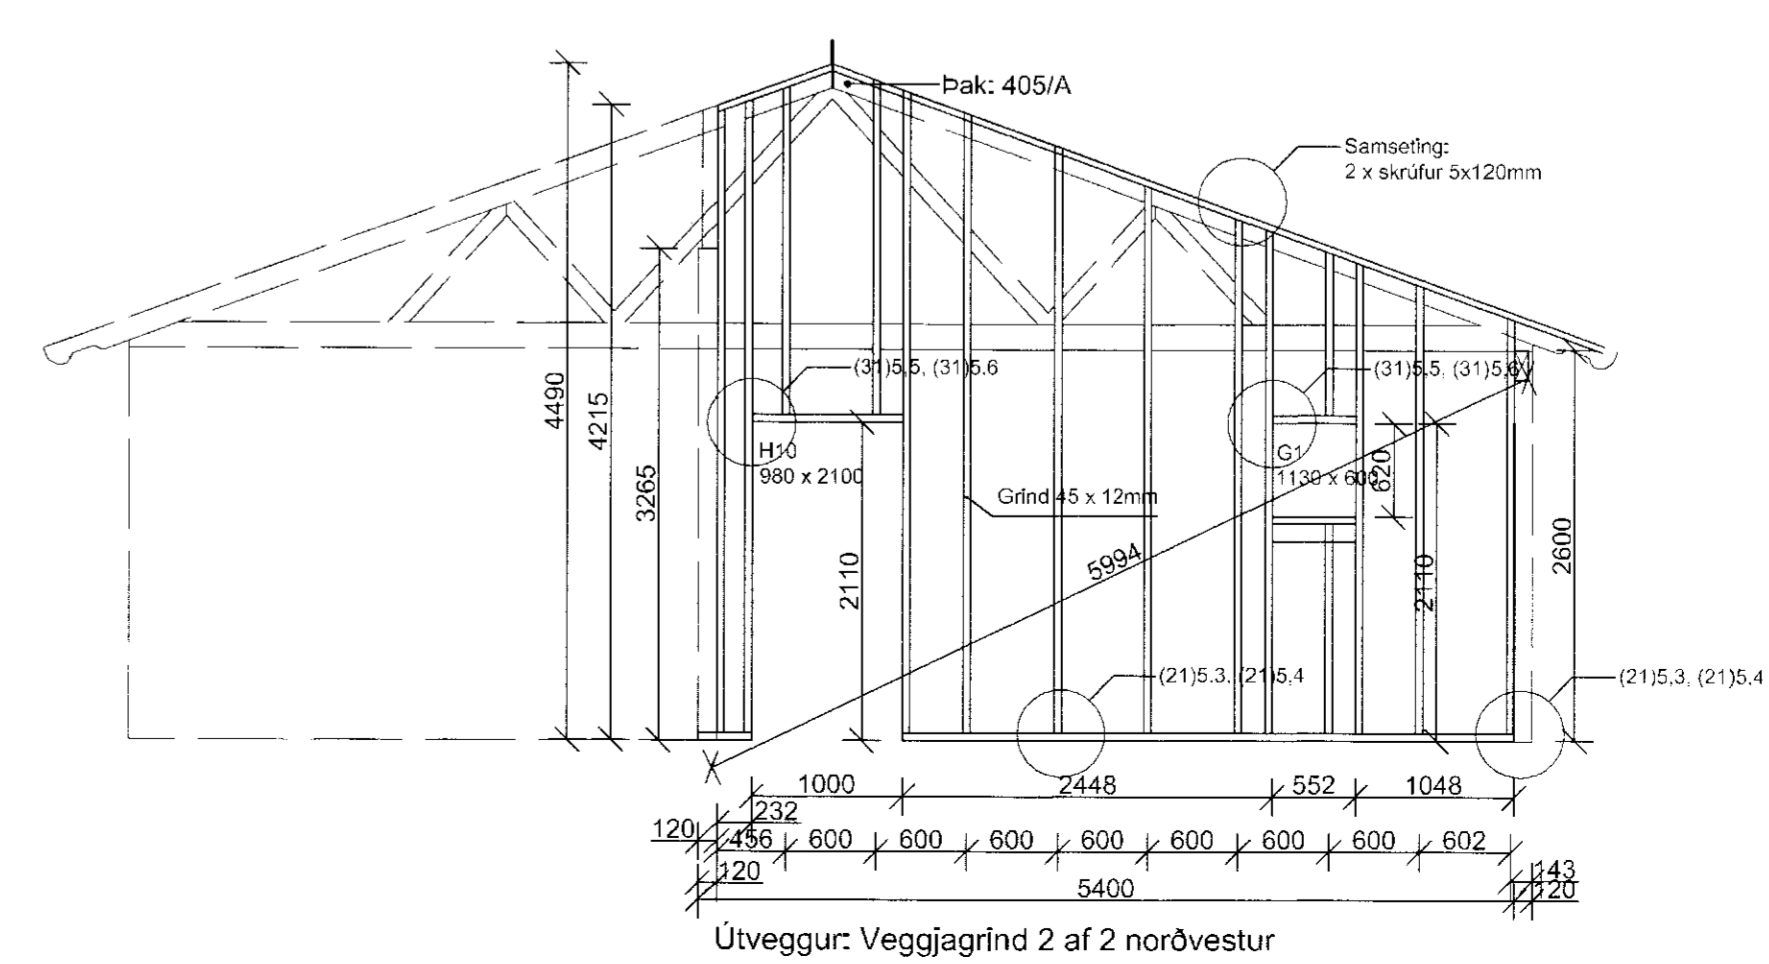 Þak: 405/A
Samseting:
2 x skrúfur 5x120mm
(31)5,5, (31)5.6
(31)5,5, (31)5,6
4490
4215
3265
H10
980 x 2100
G1
1130 x 600
620
Grind 45 x 12mm
5994
2110
2110
2600
(21)5.3, (21)5,4
(21)5,3, (21)5,4
1000 2448 552 1048
232
120
456 600 600 600 600 600 600 600 602
120 143
5400 120
Útveggur: Veggjagrind 2 af 2 norðvestur